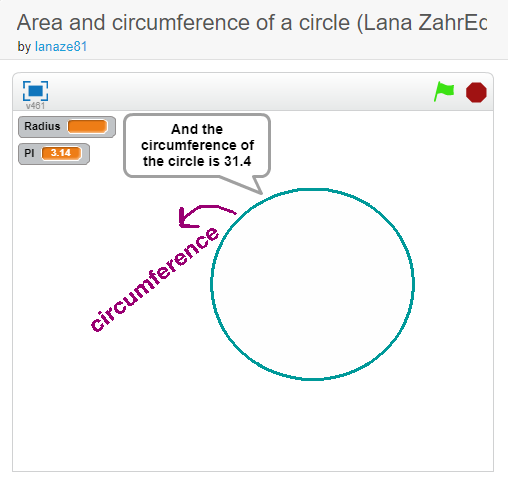 Area and circumference of a circle (Lana ZahrEd
by lanaze81
v461
Radius
PI 3.14
And the
circumference of
the circle is 31.4
circumference